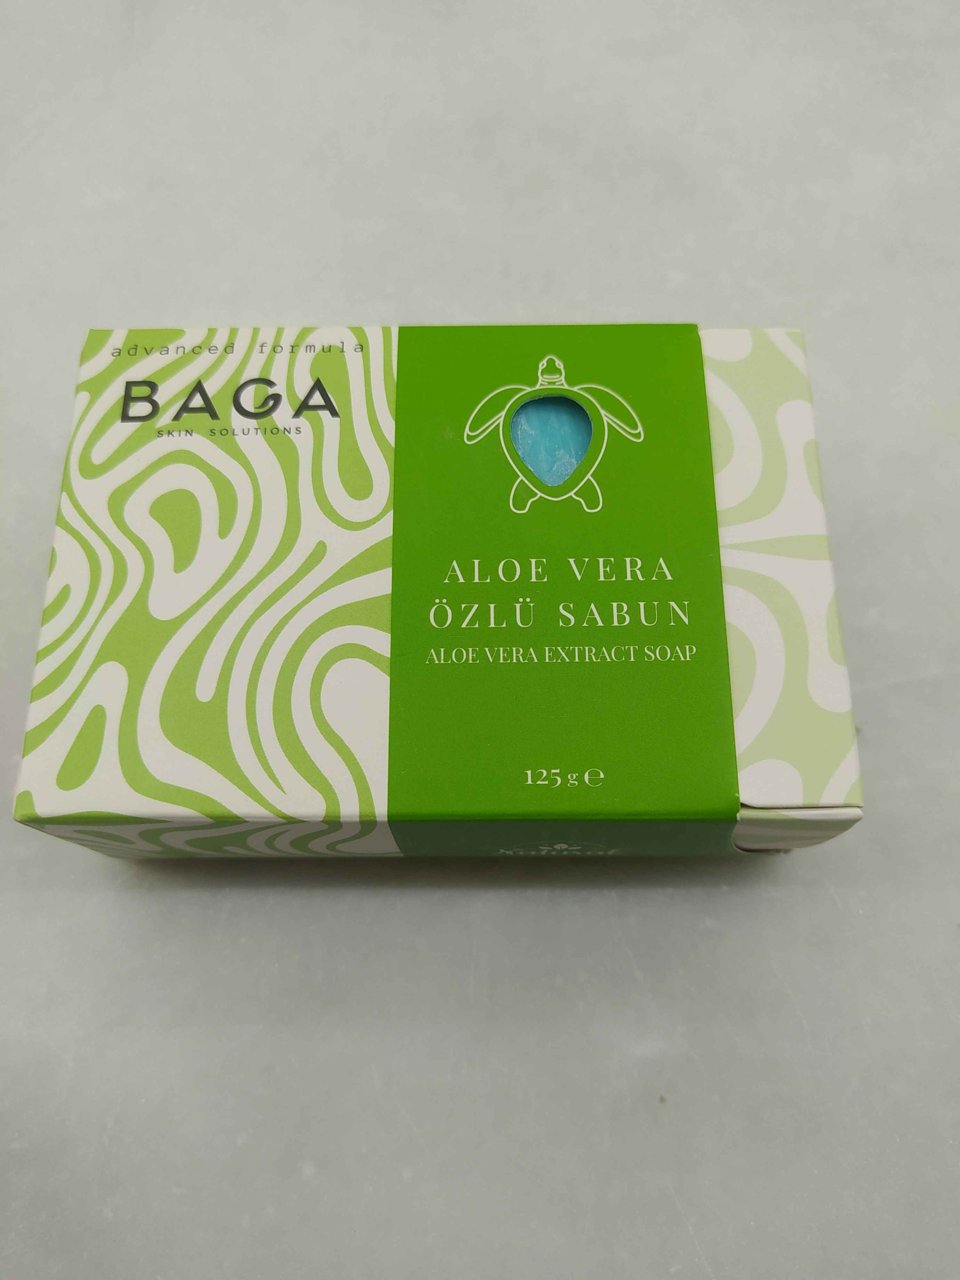 advanced formula
BAGA
SKIN SOLUTIONS
ALOE VERA
ÖZLÜ SABUN
ALOE VERA EXTRACT SOAP
125 g ℮